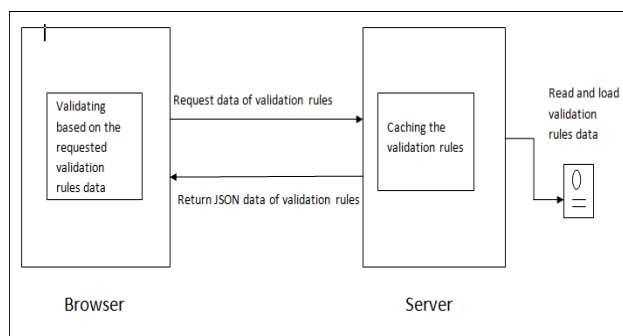 Validating
based on the
requested
validation
rules data
Request data of validation rules
Return JSON data of validation rules
Caching the
validation rules
Read and load
validation
rules data
Browser
Server